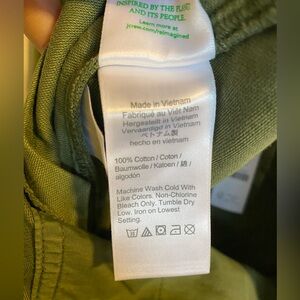 INSPIRED BY THE PLANET
AND ITS PEOPLE.
Learn more at
jcrew.com/reimagined
Made in Vietnam
Fabriqué au Viêt Nam
Hergestellt in Vietnam
Vervaardigd in Vietnam
ベトナム製
hecho en vietnam
100% Cotton / Coton /
Baumwolle / Katoen / 綿 /
algodón
Machine Wash Cold With
Like Colors. Non-Chlorine
Bleach Only. Tumble Dry
Low. Iron on Lowest
Setting.